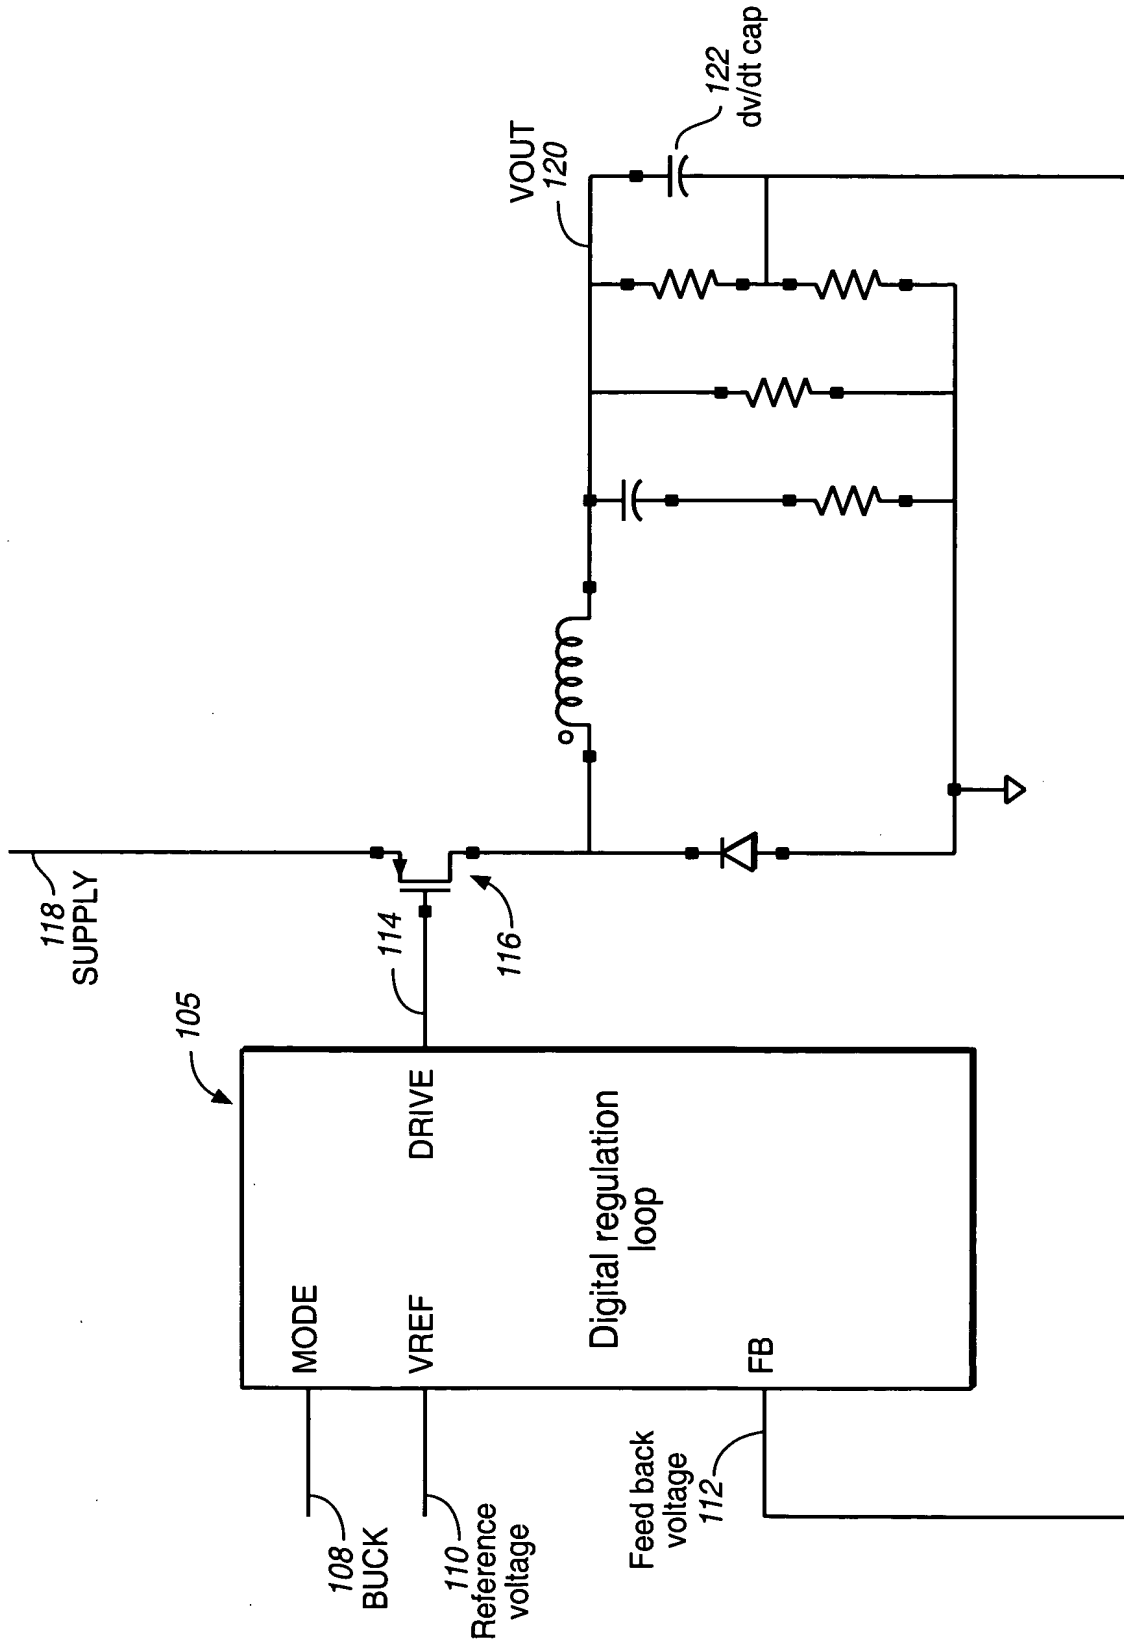 118
SUPPLY
105
114
116
MODE
VREF
DRIVE
Digital regulation
loop
FB
108
BUCK
110
Reference
voltage
Feed back
voltage
112
VOUT
120
122
dv/dt cap